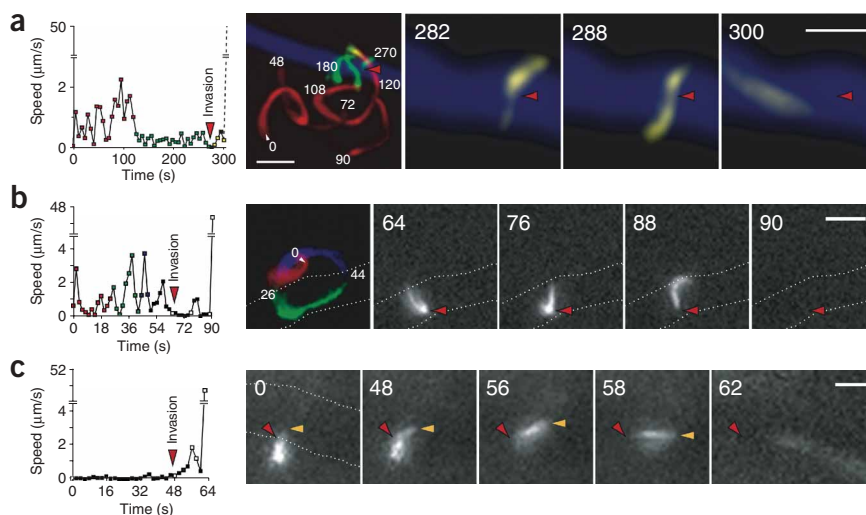 a
50
2
0
Speed (µm/s)
Invasion
0 100 200 300
Time (s)
48
180
270
108
120
72
0
90
282
288
300
b
48
4
2
0
Speed (µm/s)
Invasion
0 18 36 54 72 90
Time (s)
0
26
44
64
76
88
90
c
52
4
2
0
Speed (µm/s)
Invasion
0 16 32 48 64
Time (s)
0
48
56
58
62